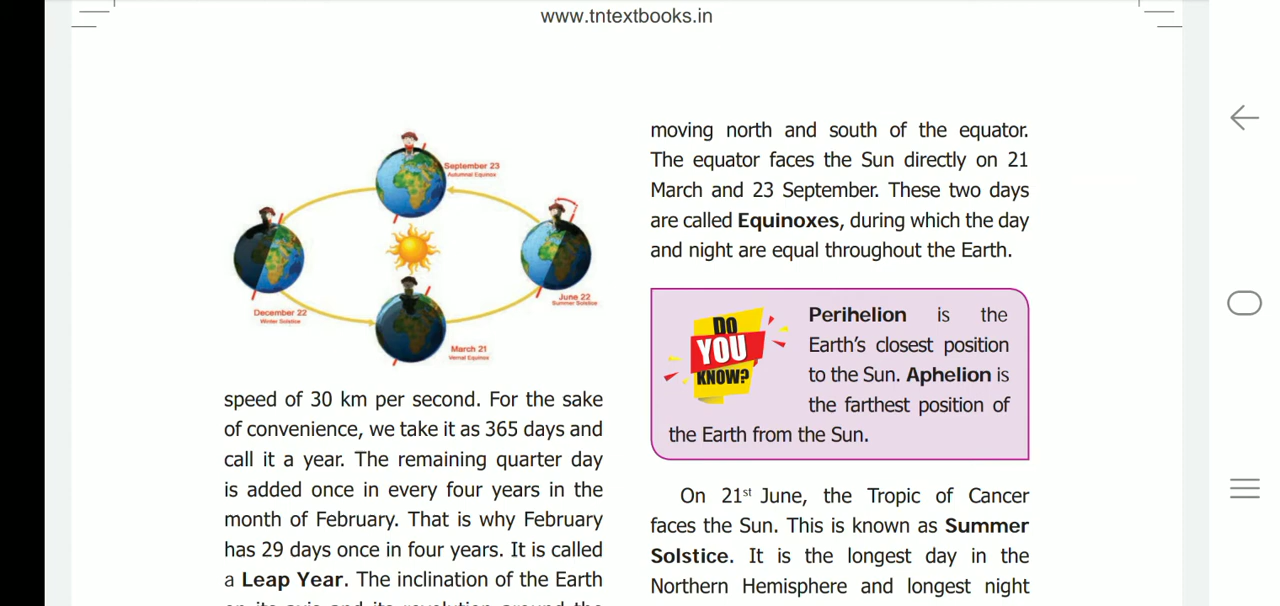 www.tntextbooks.in
September 23
Autumnal Equinox
June 22
Summer Solstice
December 22
Winter Solstice
March 21
Vernal Equinox
speed of 30 km per second. For the sake
of convenience, we take it as 365 days and
call it a year. The remaining quarter day
is added once in every four years in the
month of February. That is why February
has 29 days once in four years. It is called
a Leap Year. The inclination of the Earth
on its axis and its revolution around the
moving north and south of the equator.
The equator faces the Sun directly on 21
March and 23 September. These two days
are called Equinoxes, during which the day
and night are equal throughout the Earth.
DO
YOU
KNOW?
Perihelion is the
Earth’s closest position
to the Sun. Aphelion is
the farthest position of
the Earth from the Sun.
On 21st June, the Tropic of Cancer
faces the Sun. This is known as Summer
Solstice. It is the longest day in the
Northern Hemisphere and longest night